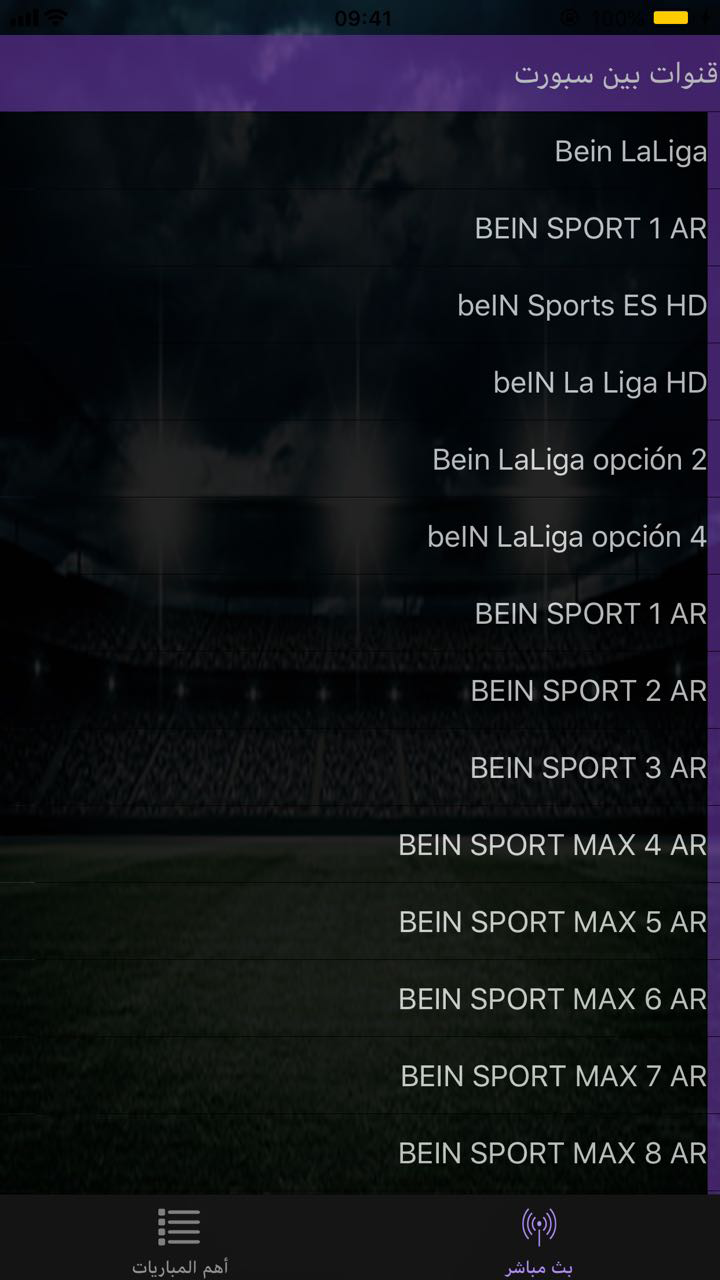 09:41 100%
قنوات بين سبورت
Bein LaLiga
BEIN SPORT 1 AR
beIN Sports ES HD
beIN La Liga HD
Bein LaLiga opción 2
beIN LaLiga opción 4
BEIN SPORT 1 AR
BEIN SPORT 2 AR
BEIN SPORT 3 AR
BEIN SPORT MAX 4 AR
BEIN SPORT MAX 5 AR
BEIN SPORT MAX 6 AR
BEIN SPORT MAX 7 AR
BEIN SPORT MAX 8 AR
بث مباشر
أهم المباريات